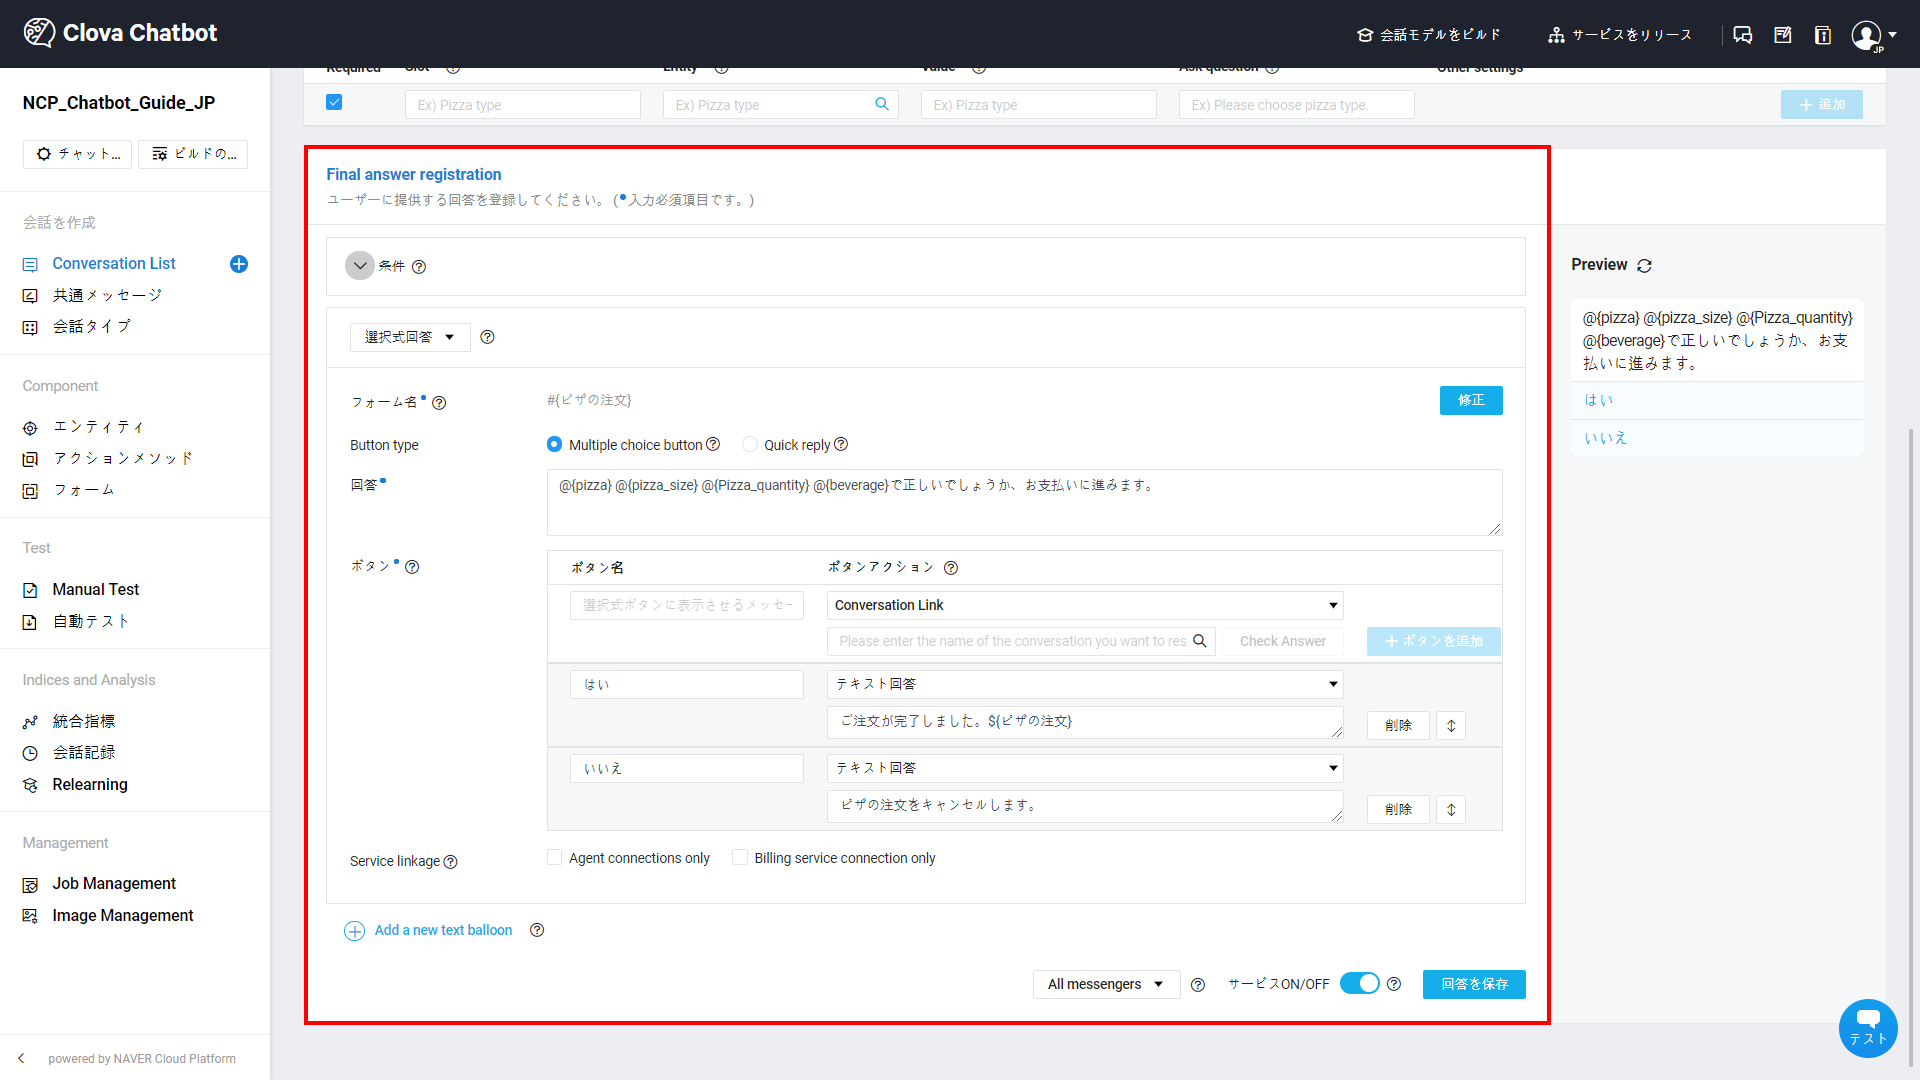 Clova Chatbot
会話モデルをビルド
サービスをリリース
JP
NCP_Chatbot_Guide_JP
チャット...
ビルドの...
会話を作成
Conversation List
共通メッセージ
会話タイプ
Component
エンティティ
アクションメソッド
フォーム
Test
Manual Test
自動テスト
Indices and Analysis
統合指標
会話記録
Relearning
Management
Job Management
Image Management
powered by NAVER Cloud Platform
Required Slot Entity Value Ask question Other settings
Ex) Pizza type
Ex) Pizza type
Ex) Pizza type
Ex) Please choose pizza type.
追加
Final answer registration
ユーザーに提供する回答を登録してください。 (●入力必須項目です。)
条件
選択式回答
フォーム名
#{ピザの注文}
修正
Button type
Multiple choice button
Quick reply
回答
@{pizza} @{pizza_size} @{Pizza_quantity} @{beverage}で正しいでしょうか、お支払いに進みます。
ボタン
ボタン名
ボタンアクション
選択式ボタンに表示させるメッセー
Conversation Link
Please enter the name of the conversation you want to res
Check Answer
ボタンを追加
はい
テキスト回答
ご注文が完了しました。${ピザの注文}
削除
いいえ
テキスト回答
ピザの注文をキャンセルします。
削除
Service linkage
Agent connections only
Billing service connection only
Add a new text balloon
All messengers
サービスON/OFF
回答を保存
Preview
@{pizza} @{pizza_size} @{Pizza_quantity}
@{beverage}で正しいでしょうか、お支
払いに進みます。
はい
いいえ
テスト